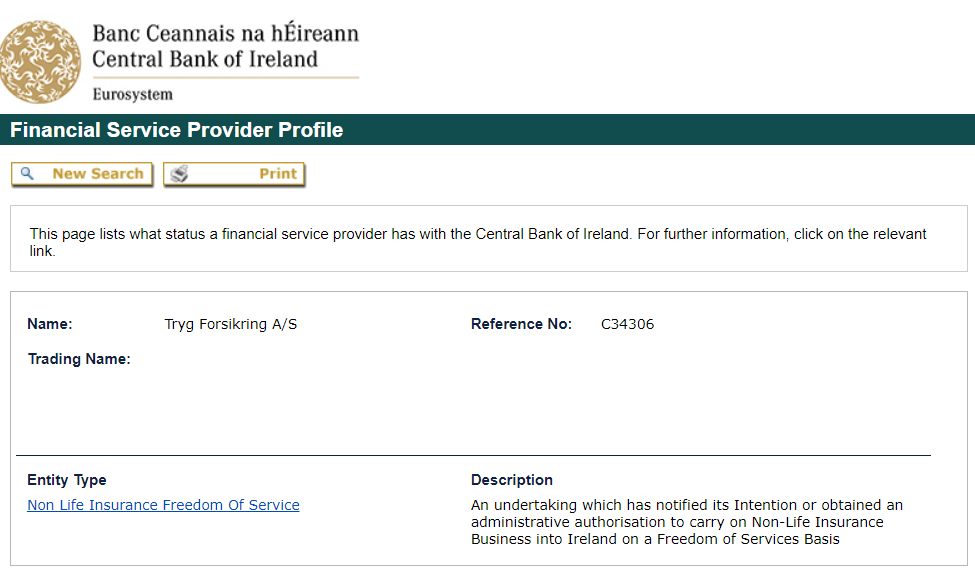 Banc Ceannais na hÉireann
Central Bank of Ireland
Eurosystem
Financial Service Provider Profile
New Search
Print
This page lists what status a financial service provider has with the Central Bank of Ireland. For further information, click on the relevant
link.
Name: Tryg Forsikring A/S Reference No: C34306
Trading Name:
Entity Type Description
Non Life Insurance Freedom Of Service
An undertaking which has notified its Intention or obtained an
administrative authorisation to carry on Non-Life Insurance
Business into Ireland on a Freedom of Services Basis